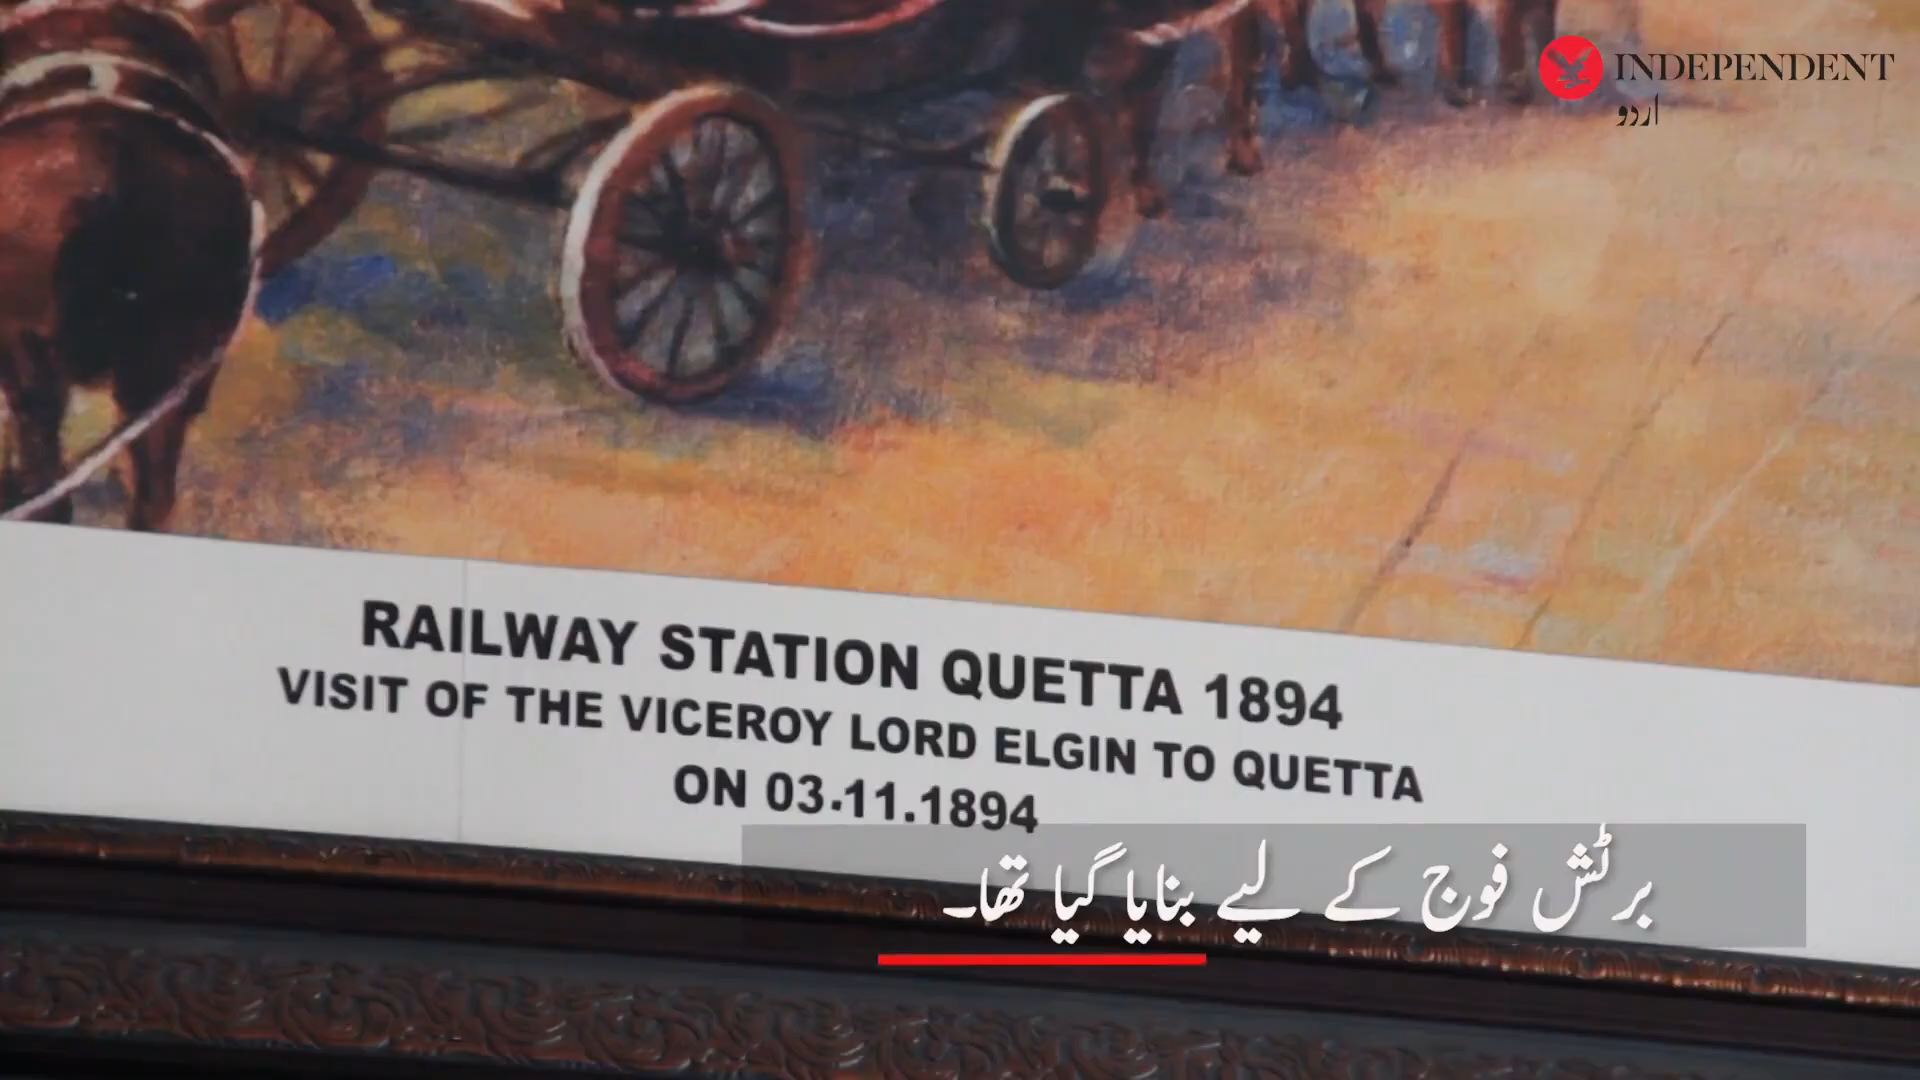 INDEPENDENT
اردو
RAILWAY STATION QUETTA 1894
VISIT OF THE VICEROY LORD ELGIN TO QUETTA
ON 03.11.1894
برٹش فوج کے لیے بنایا گیا تھا۔